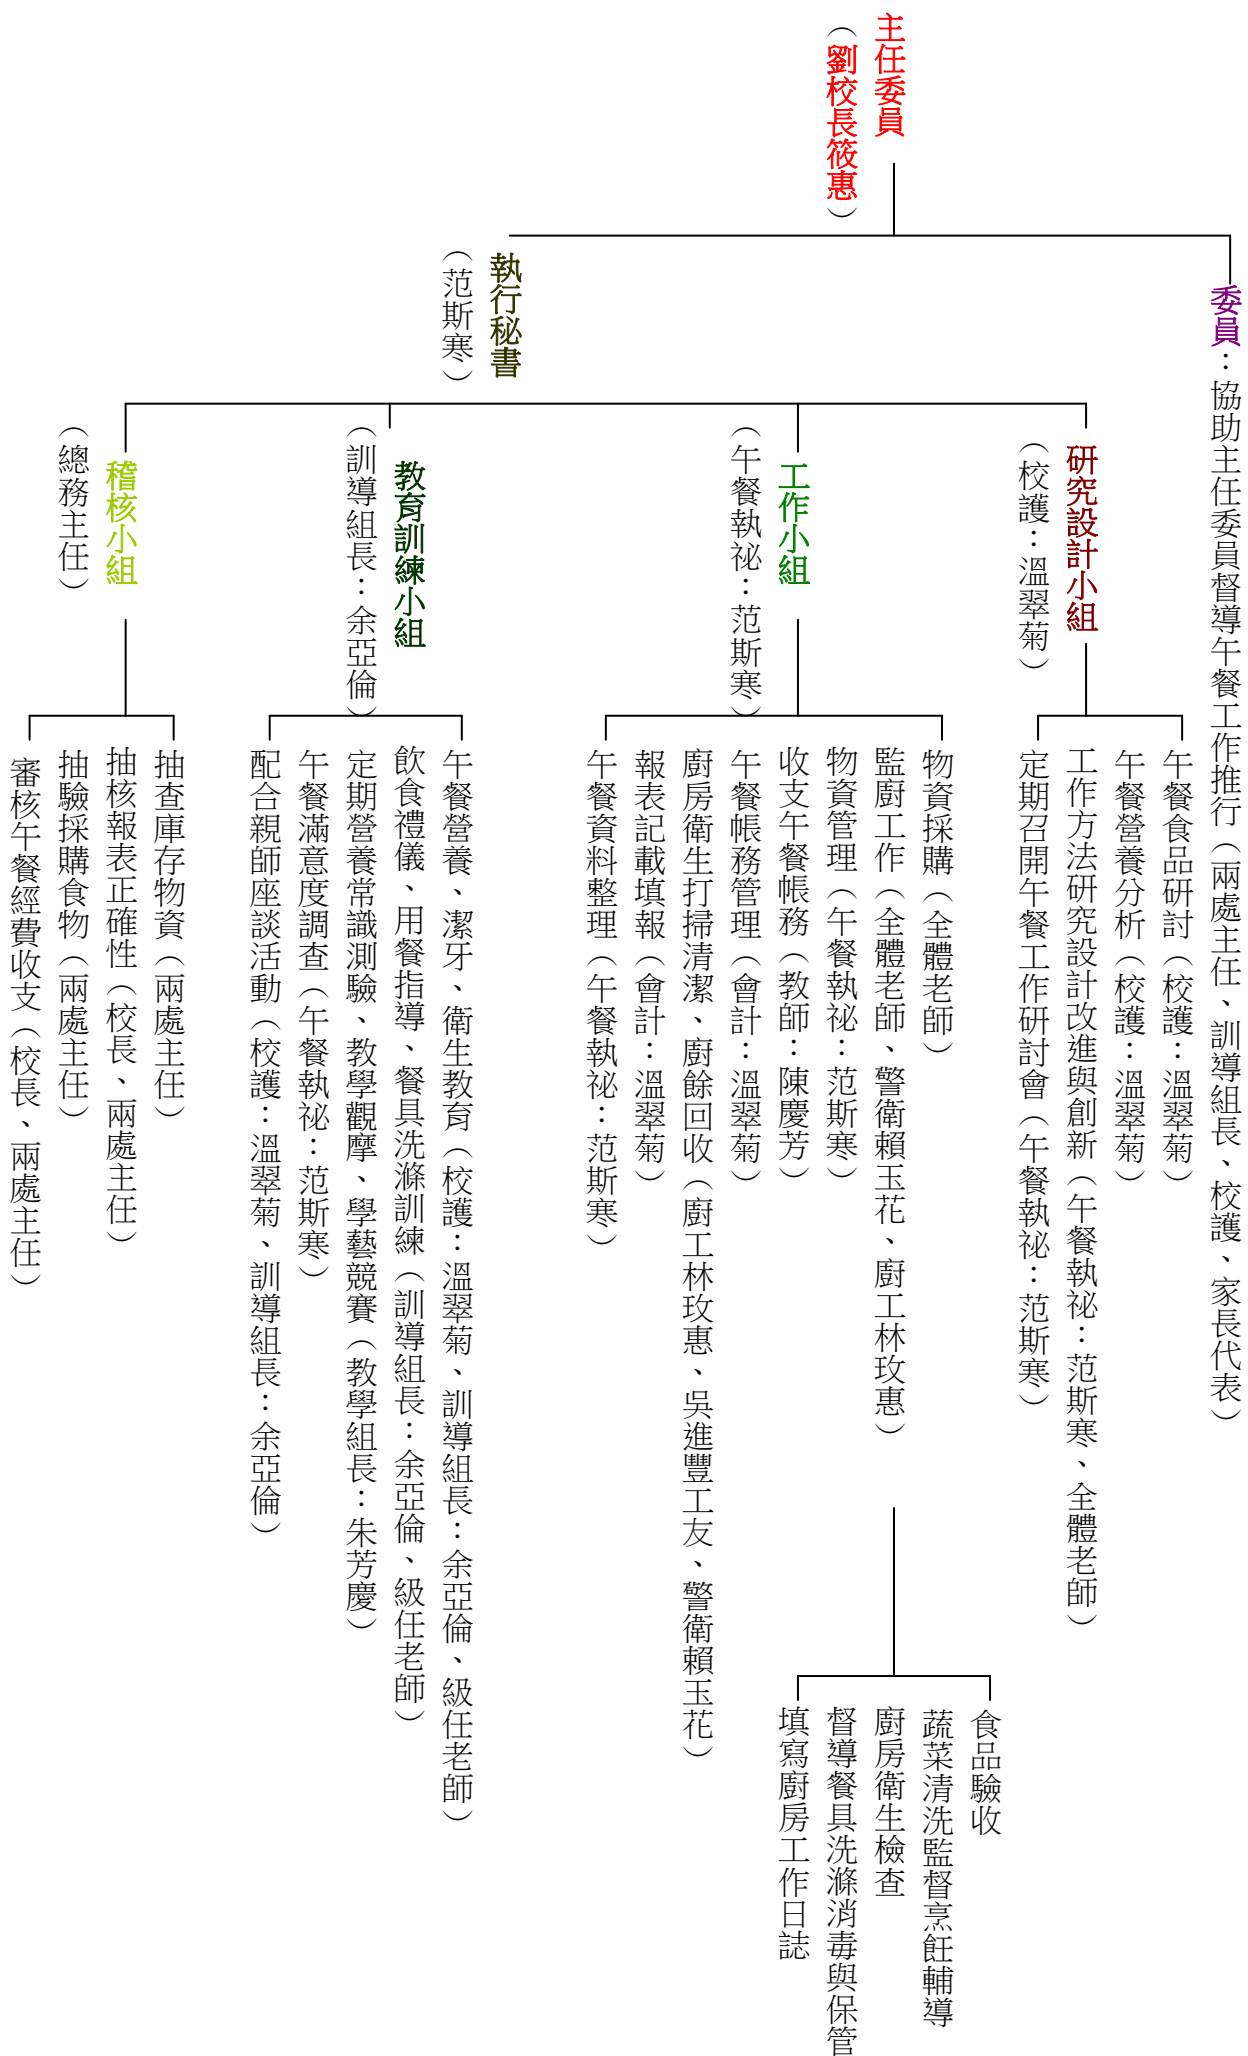 主任委員
（劉校長筱惠）
委員：協助主任委員督導午餐工作推行（兩處主任、訓導組長、校護、家長代表）
執行秘書
（范斯寒）
研究設計小組
（校護：溫翠菊）
午餐食品研討（校護：溫翠菊）
午餐營養分析（校護：溫翠菊）
工作方法研究設計改進與創新（午餐執祕：范斯寒、全體老師）
定期召開午餐工作研討會（午餐執祕：范斯寒）
工作小組
（午餐執祕：范斯寒）
物資採購（全體老師）
監廚工作（全體老師、警衛賴玉花、廚工林玫惠）
食品驗收
蔬菜清洗監督烹飪輔導
廚房衛生檢查
督導餐具洗滌消毒與保管
填寫廚房工作日誌
物資管理（午餐執祕：范斯寒）
收支午餐帳務（教師：陳慶芳）
午餐帳務管理（會計：溫翠菊）
廚房衛生打掃清潔、廚餘回收（廚工林玫惠、吳進豐工友、警衛賴玉花）
報表記載填報（會計：溫翠菊）
午餐資料整理（午餐執祕：范斯寒）
教育訓練小組
（訓導組長：余亞倫）
午餐營養、潔牙、衛生教育（校護：溫翠菊、訓導組長：余亞倫、級任老師）
飲食禮儀、用餐指導、餐具洗滌訓練（訓導組長：余亞倫、級任老師）
定期營養常識測驗、教學觀摩、學藝競賽（教學組長：朱芳慶）
午餐滿意度調查（午餐執祕：范斯寒）
配合親師座談活動（校護：溫翠菊、訓導組長：余亞倫）
稽核小組
（總務主任）
抽查庫存物資（兩處主任）
抽核報表正確性（校長、兩處主任）
抽驗採購食物（兩處主任）
審核午餐經費收支（校長、兩處主任）